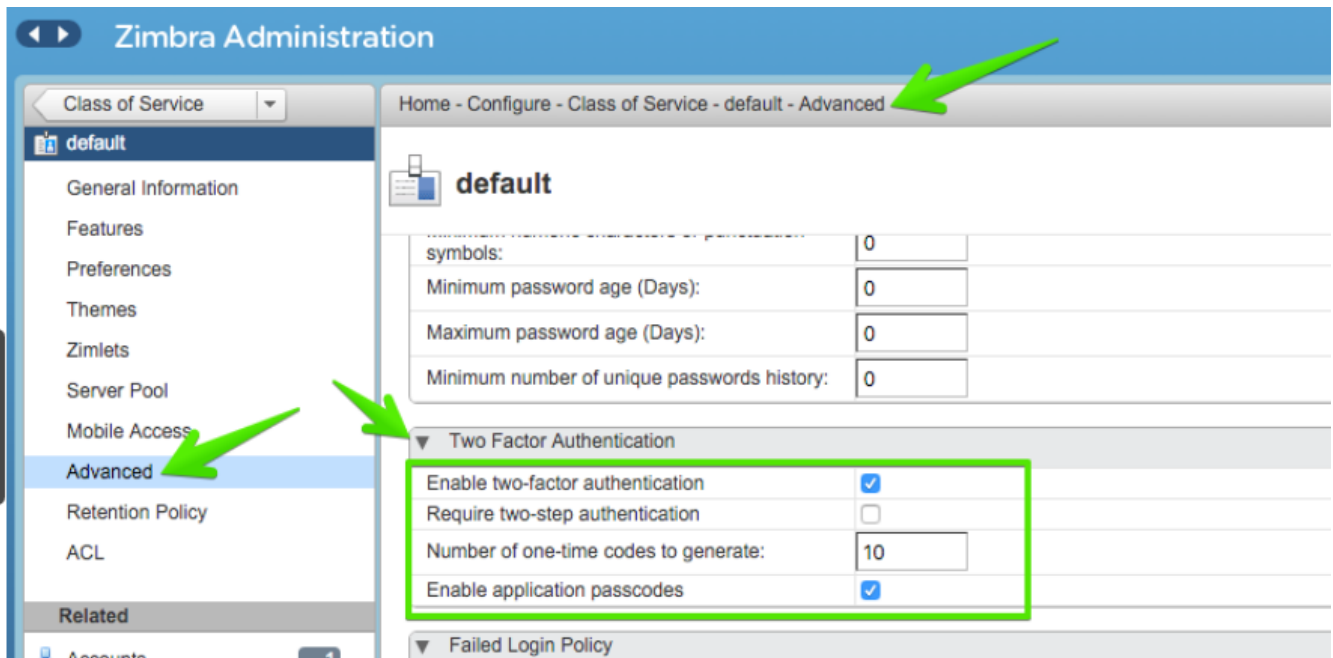 Zimbra Administration
Class of Service
Home - Configure - Class of Service - default - Advanced
default
General Information
Features
Preferences
Themes
Zimlets
Server Pool
Mobile Access
Advanced
Retention Policy
ACL
Related
Accounts
1
default
symbols:
0
Minimum password age (Days):
0
Maximum password age (Days):
0
Minimum number of unique passwords history:
0
Two Factor Authentication
Enable two-factor authentication
Require two-step authentication
Number of one-time codes to generate:
10
Enable application passcodes
Failed Login Policy